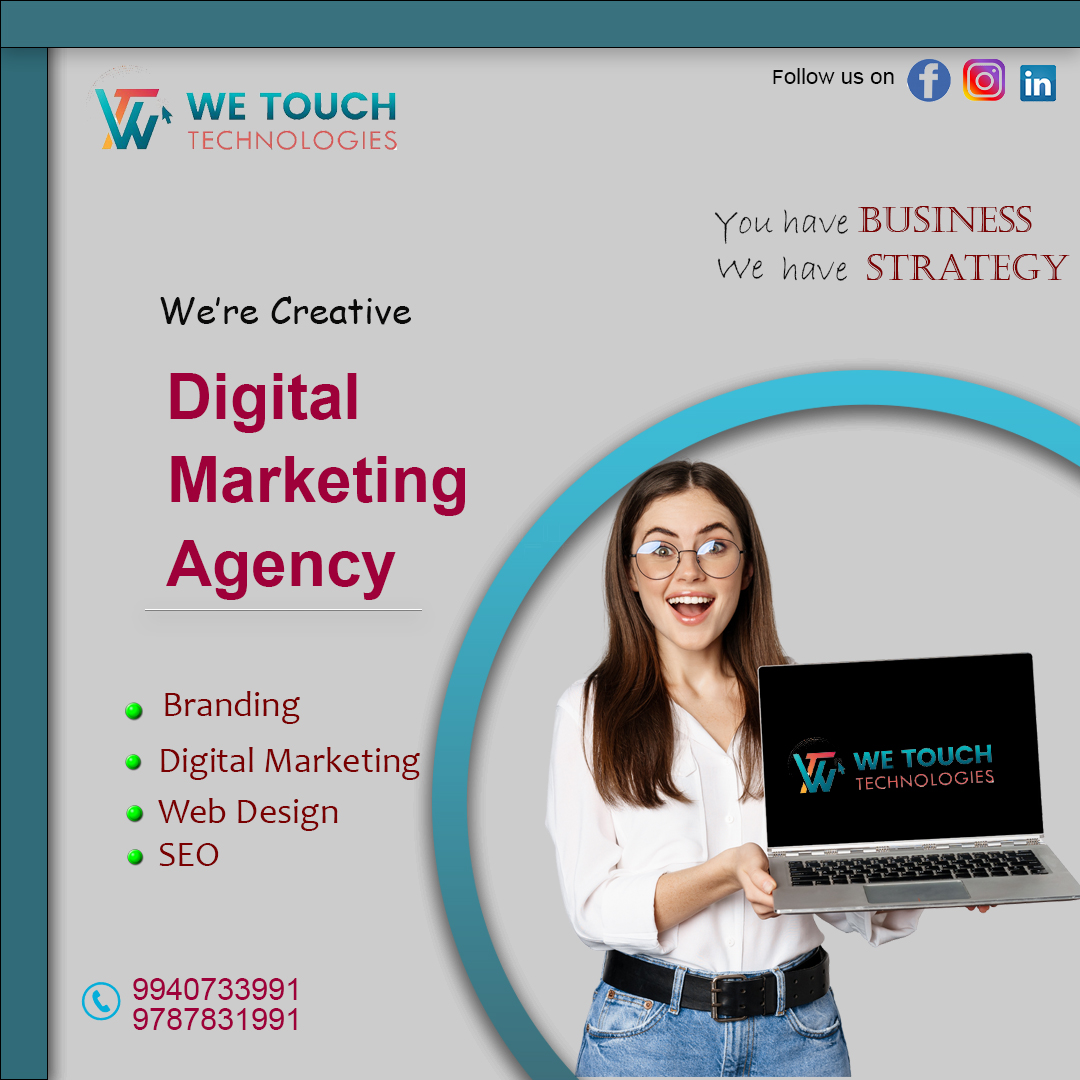 WE TOUCH
TECHNOLOGIES
Follow us on
You have BUSINESS
We have STRATEGY
We're Creative
Digital
Marketing
Agency
Branding
Digital Marketing
Web Design
SEO
WE TOUCH
TECHNOLOGIES
9940733991
9787831991